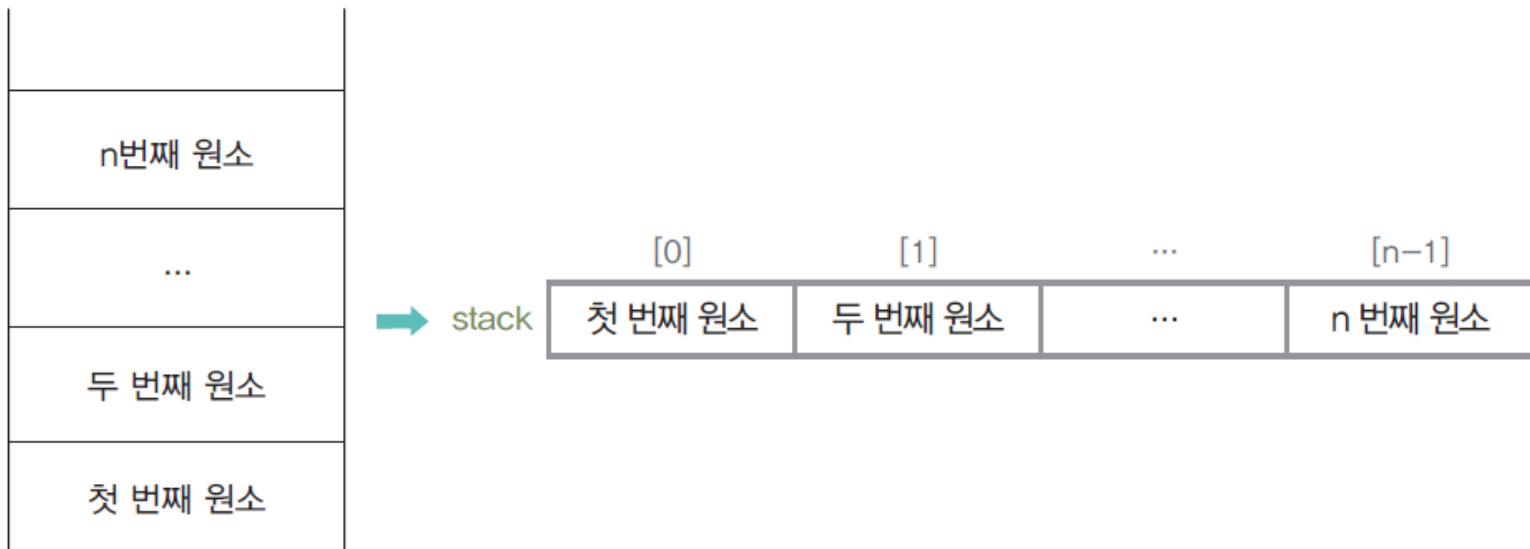 n번째 원소
…
두 번째 원소
첫 번째 원소
[0] [1] … [n-1]
stack 첫 번째 원소 두 번째 원소 … n 번째 원소